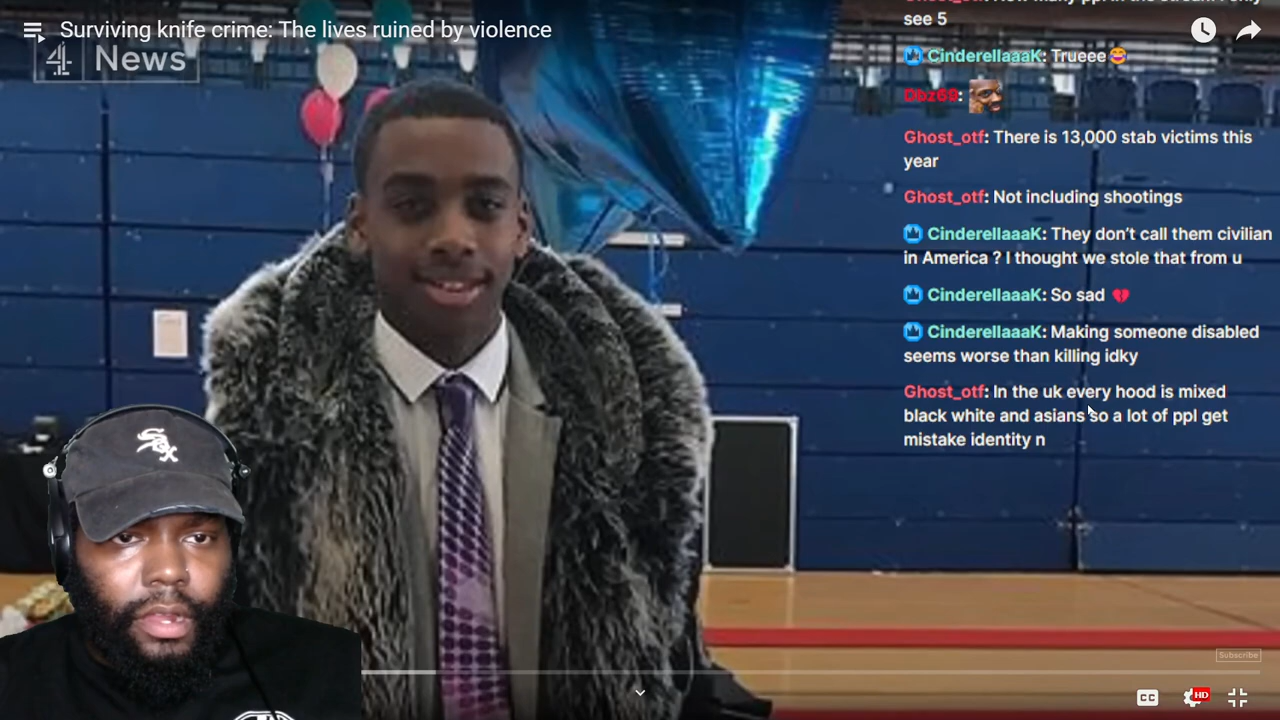 Surviving knife crime: The lives ruined by violence
4 News
see 5
CinderellaaaK: Trueee😂
Dbz69:
Ghost_otf: There is 13,000 stab victims this
year
Ghost_otf: Not including shootings
CinderellaaaK: They don’t call them civilian
in America ? I thought we stole that from u
CinderellaaaK: So sad 💔
CinderellaaaK: Making someone disabled
seems worse than killing idky
Ghost_otf: In the uk every hood is mixed
black white and asians so a lot of ppl get
mistake identity n
Sox
Subscribe
CC
HD